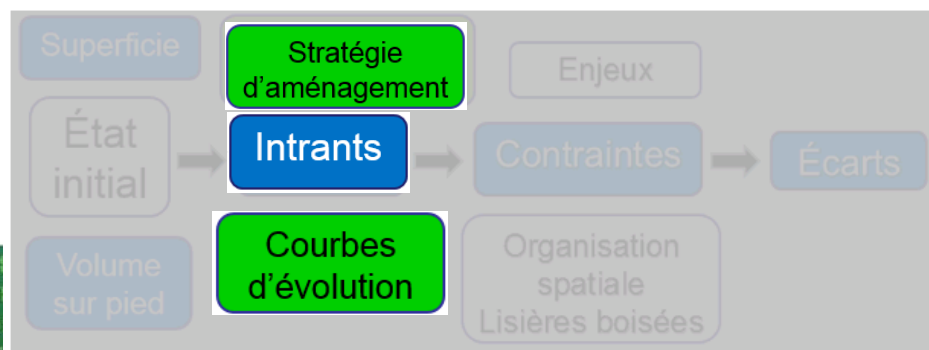 Superficie
Stratégie
d'aménagement
Enjeux
État
initial
Intrants
Contraintes
Écarts
Volume
sur pied
Courbes
d'évolution
Organisation
spatiale
Lisières boisées